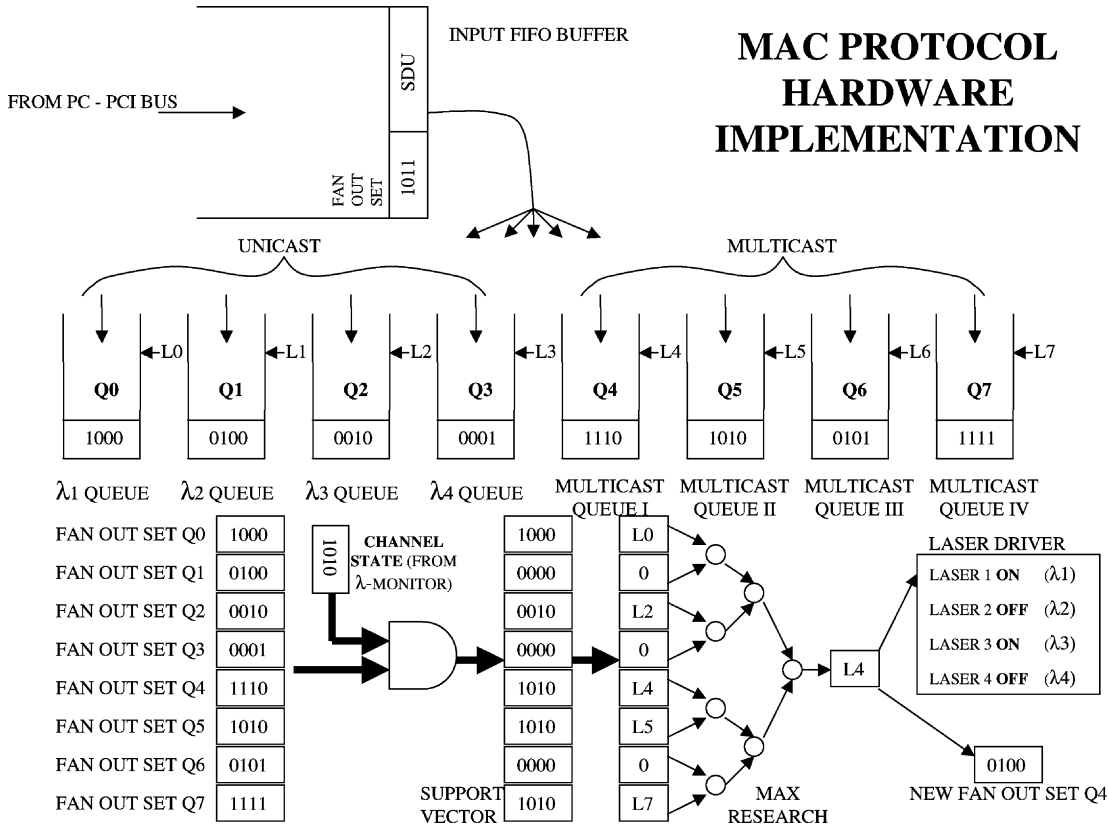 MAC PROTOCOL
HARDWARE
IMPLEMENTATION
INPUT FIFO BUFFER
FROM PC - PCI BUS
SDU
1011
FAN
OUT
SET
UNICAST
MULTICAST
L0
L1
L2
L3
L4
L5
L6
L7
Q0
Q1
Q2
Q3
Q4
Q5
Q6
Q7
1000
0100
0010
0001
1110
1010
0101
1111
λ1 QUEUE
λ2 QUEUE
λ3 QUEUE
λ4 QUEUE
MULTICAST
QUEUE I
MULTICAST
QUEUE II
MULTICAST
QUEUE III
MULTICAST
QUEUE IV
FAN OUT SET Q0 1000
FAN OUT SET Q1 0100
FAN OUT SET Q2 0010
FAN OUT SET Q3 0001
FAN OUT SET Q4 1110
FAN OUT SET Q5 1010
FAN OUT SET Q6 0101
FAN OUT SET Q7 1111
1010
CHANNEL
STATE (FROM
λ-MONITOR)
1000
0000
0010
0000
1010
1010
0000
1010
SUPPORT
VECTOR
L0
0
L2
0
L4
L5
0
L7
MAX
RESEARCH
L4
LASER DRIVER
LASER 1 ON (λ1)
LASER 2 OFF (λ2)
LASER 3 ON (λ3)
LASER 4 OFF (λ4)
0100
NEW FAN OUT SET Q4